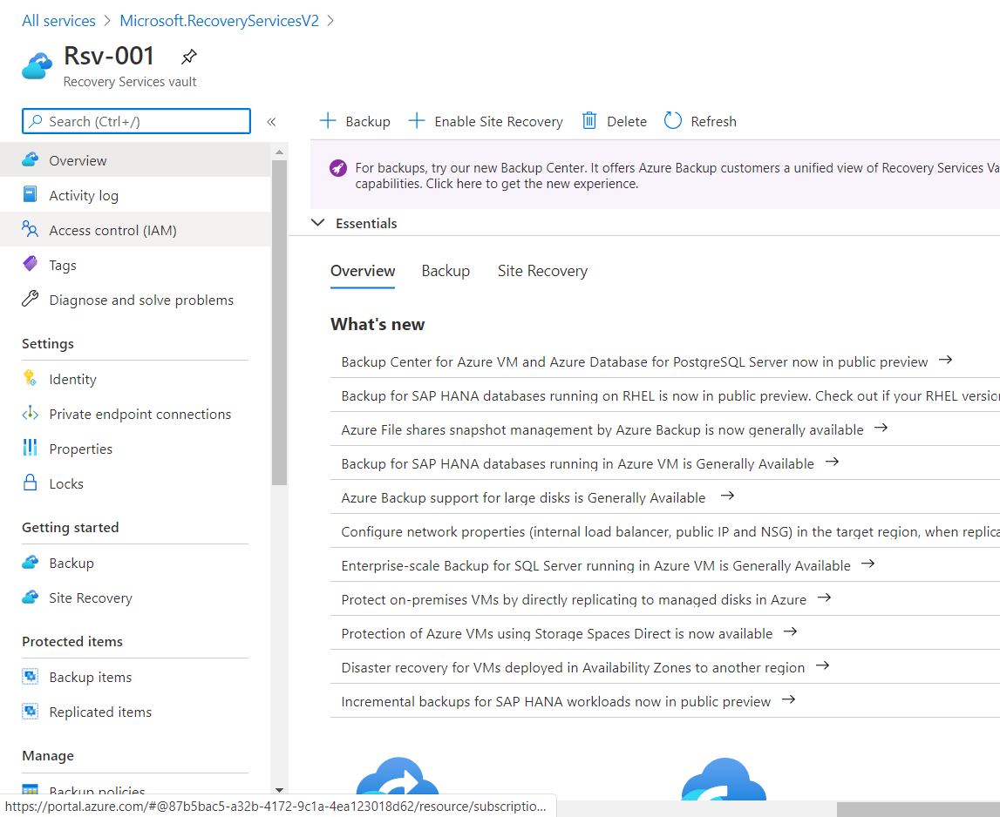 All services > Microsoft.RecoveryServicesV2 >
Rsv-001
Recovery Services vault
Search (Ctrl+/)
«
Overview
Activity log
Access control (IAM)
Tags
Diagnose and solve problems
Settings
Identity
Private endpoint connections
Properties
Locks
Getting started
Backup
Site Recovery
Protected items
Backup items
Replicated items
Manage
Backup policies
Backup
Enable Site Recovery
Delete
Refresh
For backups, try our new Backup Center. It offers Azure Backup customers a unified view of Recovery Services Va
capabilities. Click here to get the new experience.
Essentials
Overview Backup Site Recovery
What's new
Backup Center for Azure VM and Azure Database for PostgreSQL Server now in public preview →
Backup for SAP HANA databases running on RHEL is now in public preview. Check out if your RHEL versio
Azure File shares snapshot management by Azure Backup is now generally available →
Backup for SAP HANA databases running in Azure VM is Generally Available →
Azure Backup support for large disks is Generally Available →
Configure network properties (internal load balancer, public IP and NSG) in the target region, when replica
Enterprise-scale Backup for SQL Server running in Azure VM is Generally Available →
Protect on-premises VMs by directly replicating to managed disks in Azure →
Protection of Azure VMs using Storage Spaces Direct is now available →
Disaster recovery for VMs deployed in Availability Zones to another region →
Incremental backups for SAP HANA workloads now in public preview →
https://portal.azure.com/#@87b5bac5-a32b-4172-9c1a-4ea123018d62/resource/subscriptio...